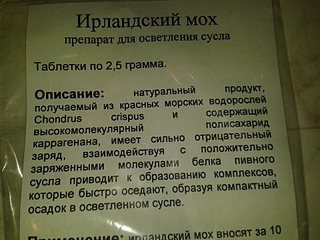 Ирландский мох
препарат для осветления сусла
Таблетки по 2,5 грамма.
Описание: натуральный продукт,
получаемый из красных морских водорослей
Chondrus crispus и содержащий
высокомолекулярный полисахарид
каррагена, имеет сильно отрицательный
заряд, взаимодействуя с положительно
заряженными молекулами белка пивного
сусла приводит к образованию комплексов,
которые быстро оседают, образуя компактный
осадок в осветленном сусле.
Применение: ирландский мох вносят за 10